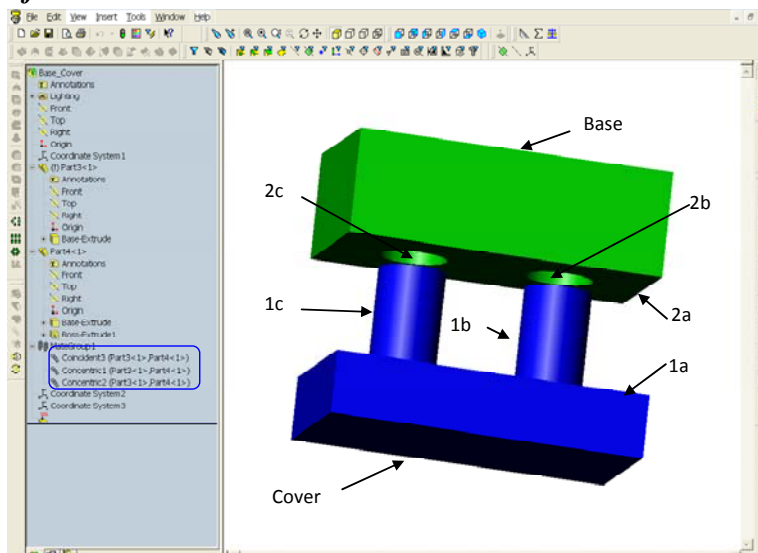 File Edit View Insert Tools Window Help
Base_Cover
Annotations
Lighting
Front
Top
Right
Origin
Coordinate System1
(f) Part3<1>
Annotations
Front
Top
Right
Origin
Base-Extrude
Part4<1>
Annotations
Front
Top
Right
Origin
Base-Extrude
Boss-Extrude1
MateGroup1
Coincident3 (Part3<1>,Part4<1>)
Concentric1 (Part3<1>,Part4<1>)
Concentric2 (Part3<1>,Part4<1>)
Coordinate System2
Coordinate System3
Base
2c
2b
1c
1b
2a
1a
Cover